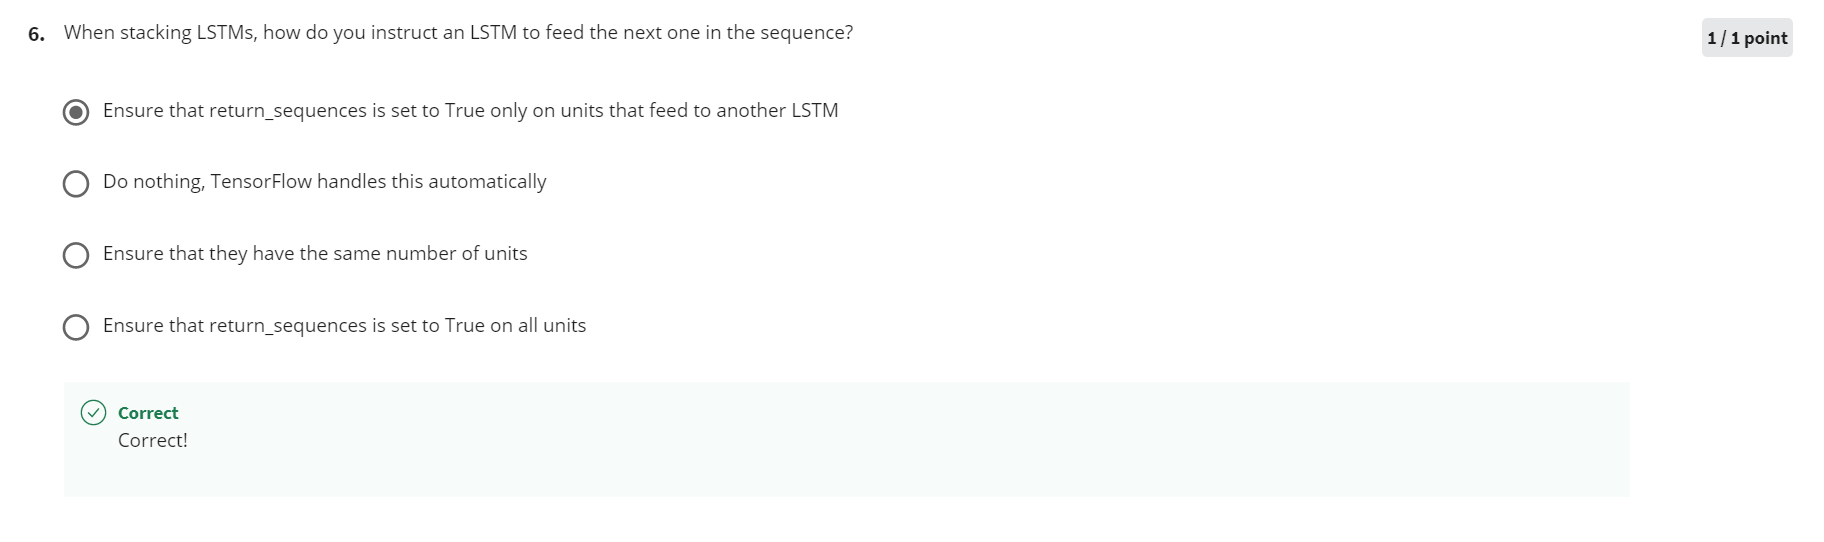 6. When stacking LSTMs, how do you instruct an LSTM to feed the next one in the sequence?
1 / 1 point
Ensure that return_sequences is set to True only on units that feed to another LSTM
Do nothing, TensorFlow handles this automatically
Ensure that they have the same number of units
Ensure that return_sequences is set to True on all units
Correct
Correct!